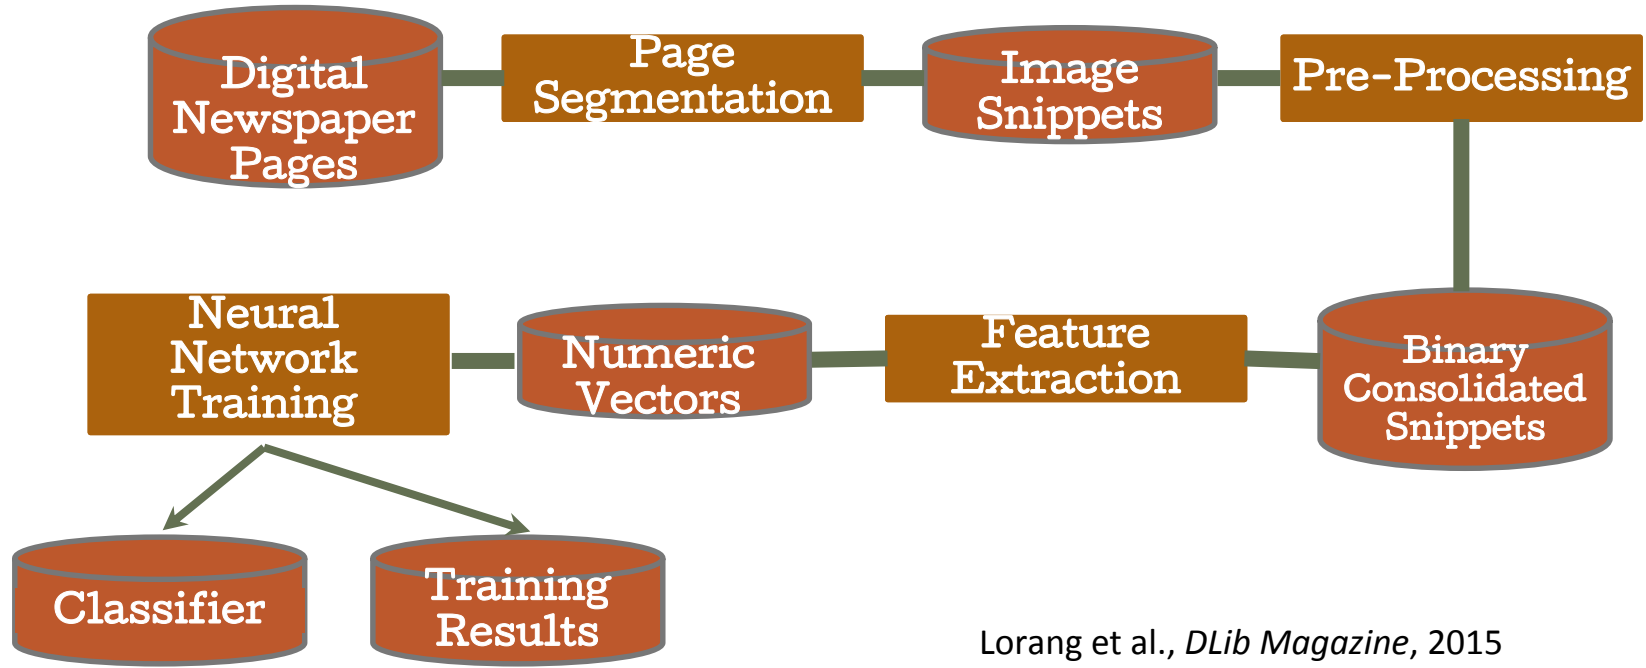 Digital
Newspaper
Pages
Page
Segmentation
Image
Snippets
Pre-Processing
Binary
Consolidated
Snippets
Feature
Extraction
Numeric
Vectors
Neural
Network
Training
Classifier
Training
Results
Lorang et al., DLib Magazine, 2015